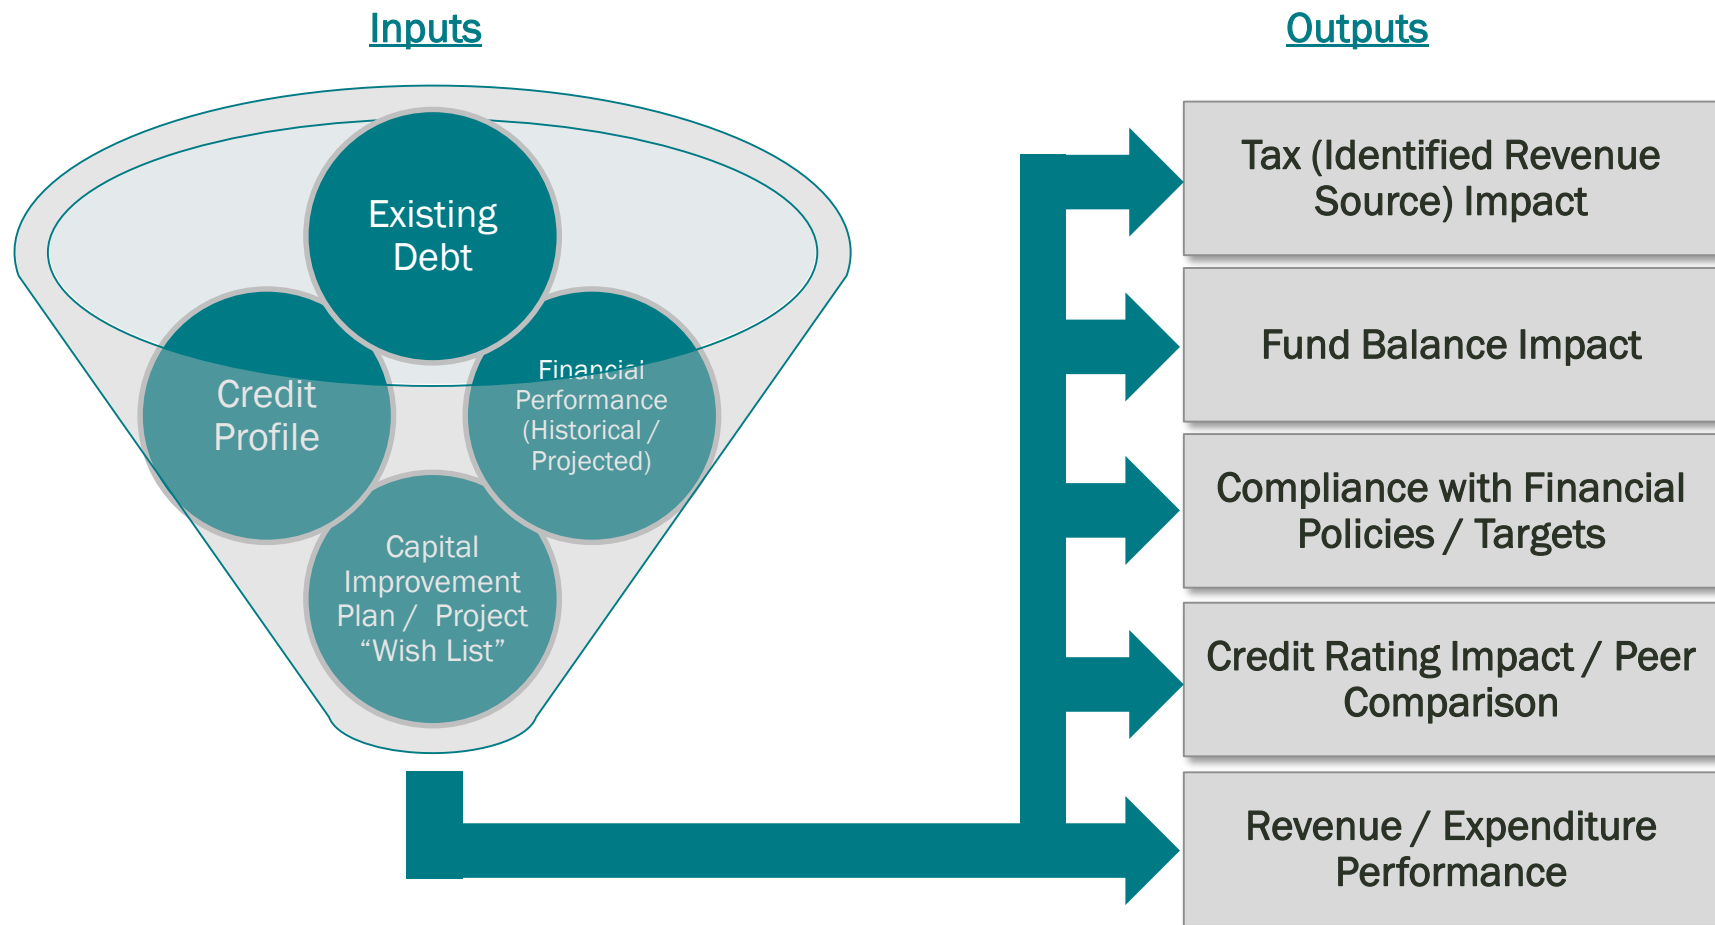 Inputs
Outputs
Existing
Debt
Credit
Profile
Financial
Performance
(Historical /
Projected)
Capital
Improvement
Plan / Project
“Wish List”
Tax (Identified Revenue
Source) Impact
Fund Balance Impact
Compliance with Financial
Policies / Targets
Credit Rating Impact / Peer
Comparison
Revenue / Expenditure
Performance